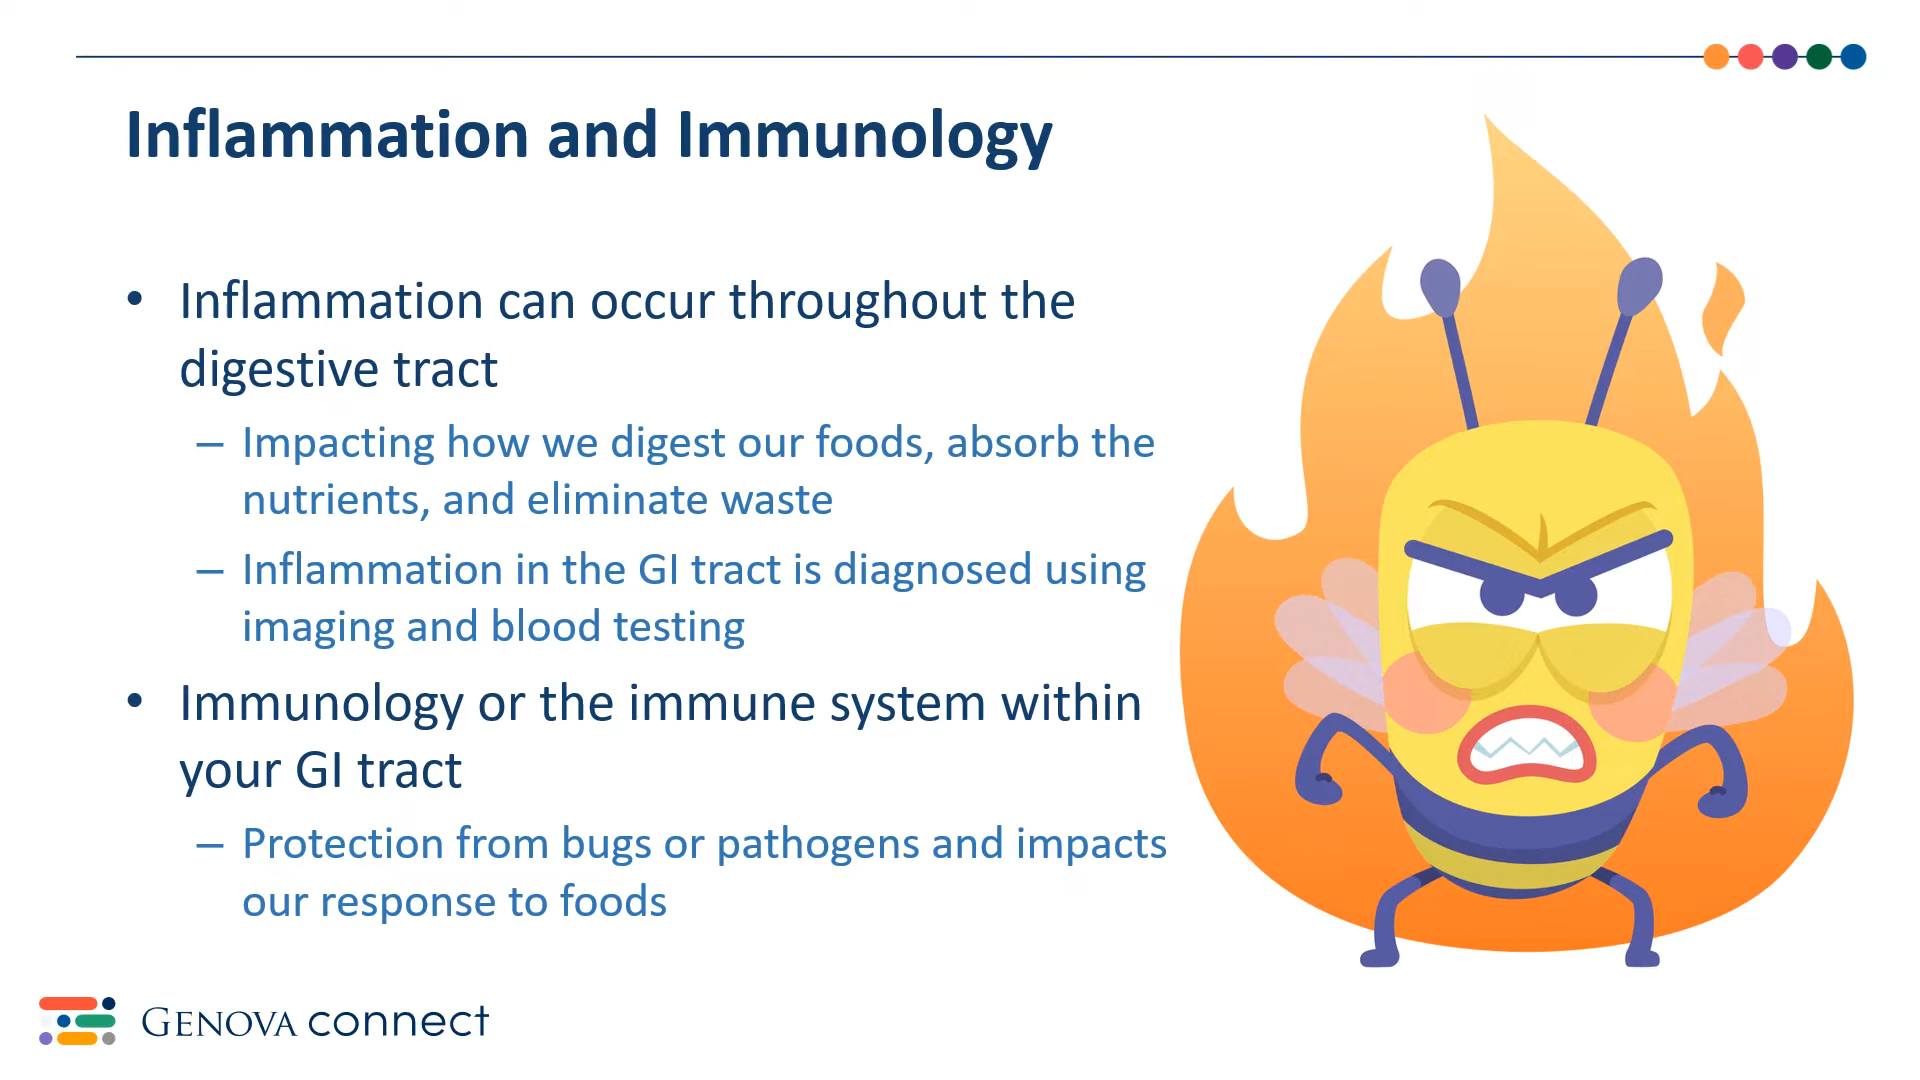 Inflammation and Immunology
• Inflammation can occur throughout the
digestive tract
– Impacting how we digest our foods, absorb the
nutrients, and eliminate waste
– Inflammation in the GI tract is diagnosed using
imaging and blood testing
• Immunology or the immune system within
your GI tract
– Protection from bugs or pathogens and impacts
our response to foods
GENOVA connect